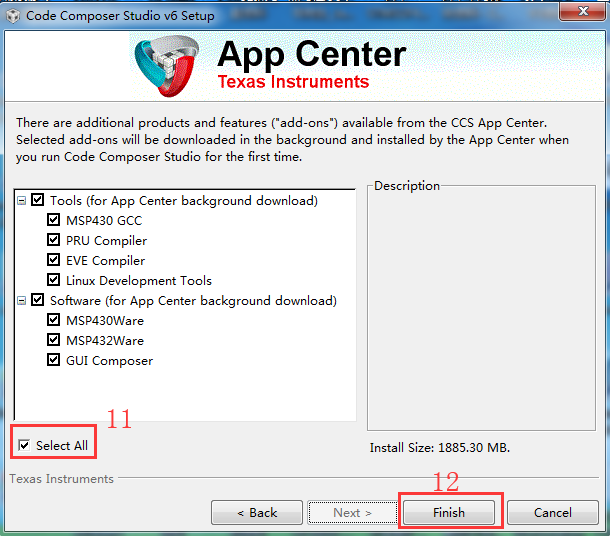 Code Composer Studio v6 Setup
App Center
Texas Instruments
There are additional products and features ("add-ons") available from the CCS App Center.
Selected add-ons will be downloaded in the background and installed by the App Center when
you run Code Composer Studio for the first time.
Tools (for App Center background download)
MSP430 GCC
PRU Compiler
EVE Compiler
Linux Development Tools
Software (for App Center background download)
MSP430Ware
MSP432Ware
GUI Composer
Description
11
Select All
Install Size: 1885.30 MB.
Texas Instruments
12
< Back
Next >
Finish
Cancel